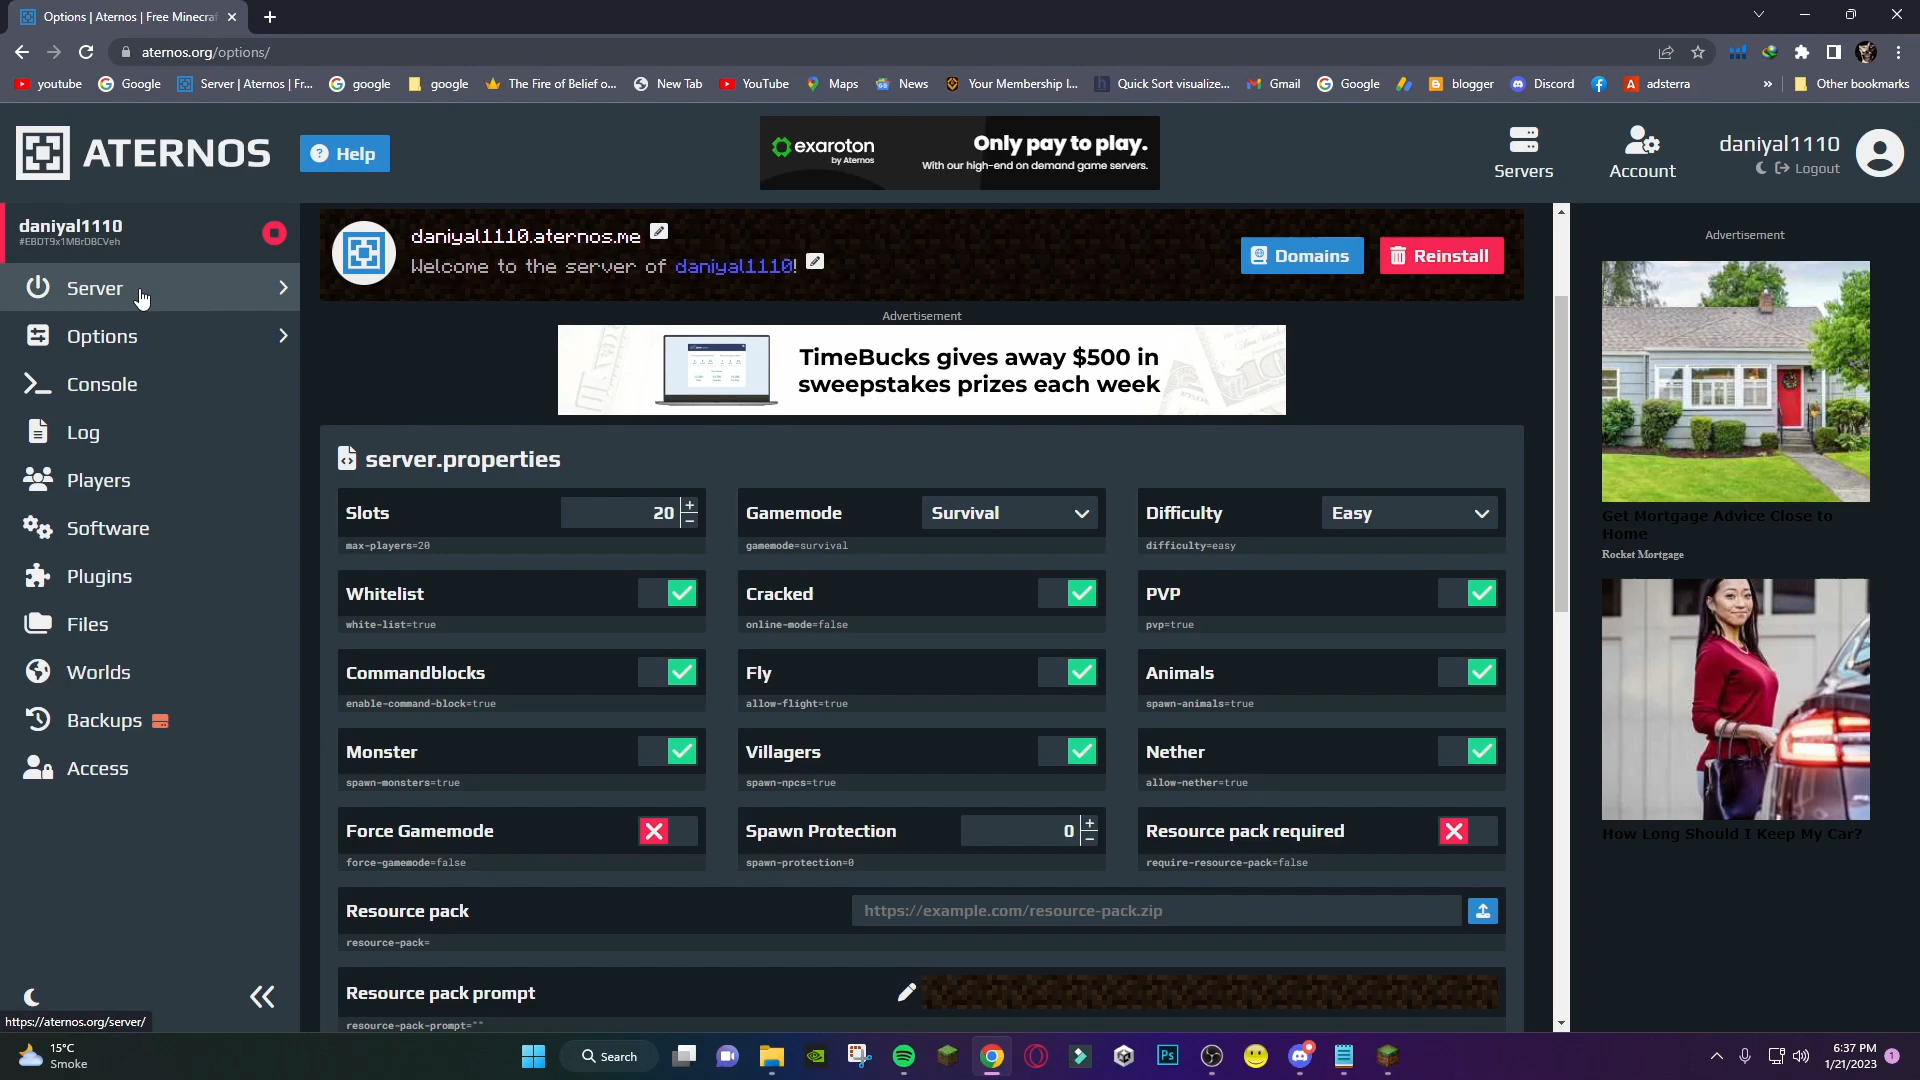 Options | Aternos | Free Minecraf
aternos.org/options/
youtube
Google
Server | Aternos | Fr...
google
google
The Fire of Belief o...
New Tab
YouTube
Maps
News
Your Membership I...
Quick Sort visualize...
Gmail
Google
blogger
Discord
adsterra
»
Other bookmarks
ATERNOS
? Help
exaroton
by Aternos
Only pay to play.
With our high-end on demand game servers.
Servers
Account
daniyal1110
Logout
daniyal1110
#EBDT9x1MBrDBCVeh
Server
Options
Console
Log
Players
Software
Plugins
Files
Worlds
Backups
Access
https://aternos.org/server/
daniyal1110.aternos.me
Welcome to the server of daniyal1110!
Domains
Reinstall
Advertisement
TimeBucks gives away $500 in
sweepstakes prizes each week
server.properties
Slots
20
max-players=20
Gamemode
Survival
gamemode=survival
Difficulty
Easy
difficulty=easy
Whitelist
white-list=true
Cracked
online-mode=false
PVP
pvp=true
Commandblocks
enable-command-block=true
Fly
allow-flight=true
Animals
spawn-animals=true
Monster
spawn-monsters=true
Villagers
spawn-npcs=true
Nether
allow-nether=true
Force Gamemode
force-gamemode=false
Spawn Protection
0
spawn-protection=0
Resource pack required
require-resource-pack=false
Resource pack
https://example.com/resource-pack.zip
resource-pack=
Resource pack prompt
resource-pack-prompt=""
Advertisement
Get Mortgage Advice Close to
Home
Rocket Mortgage
How Long Should I Keep My Car?
15°C
Smoke
Search
Ps
6:37 PM
1/21/2023
1